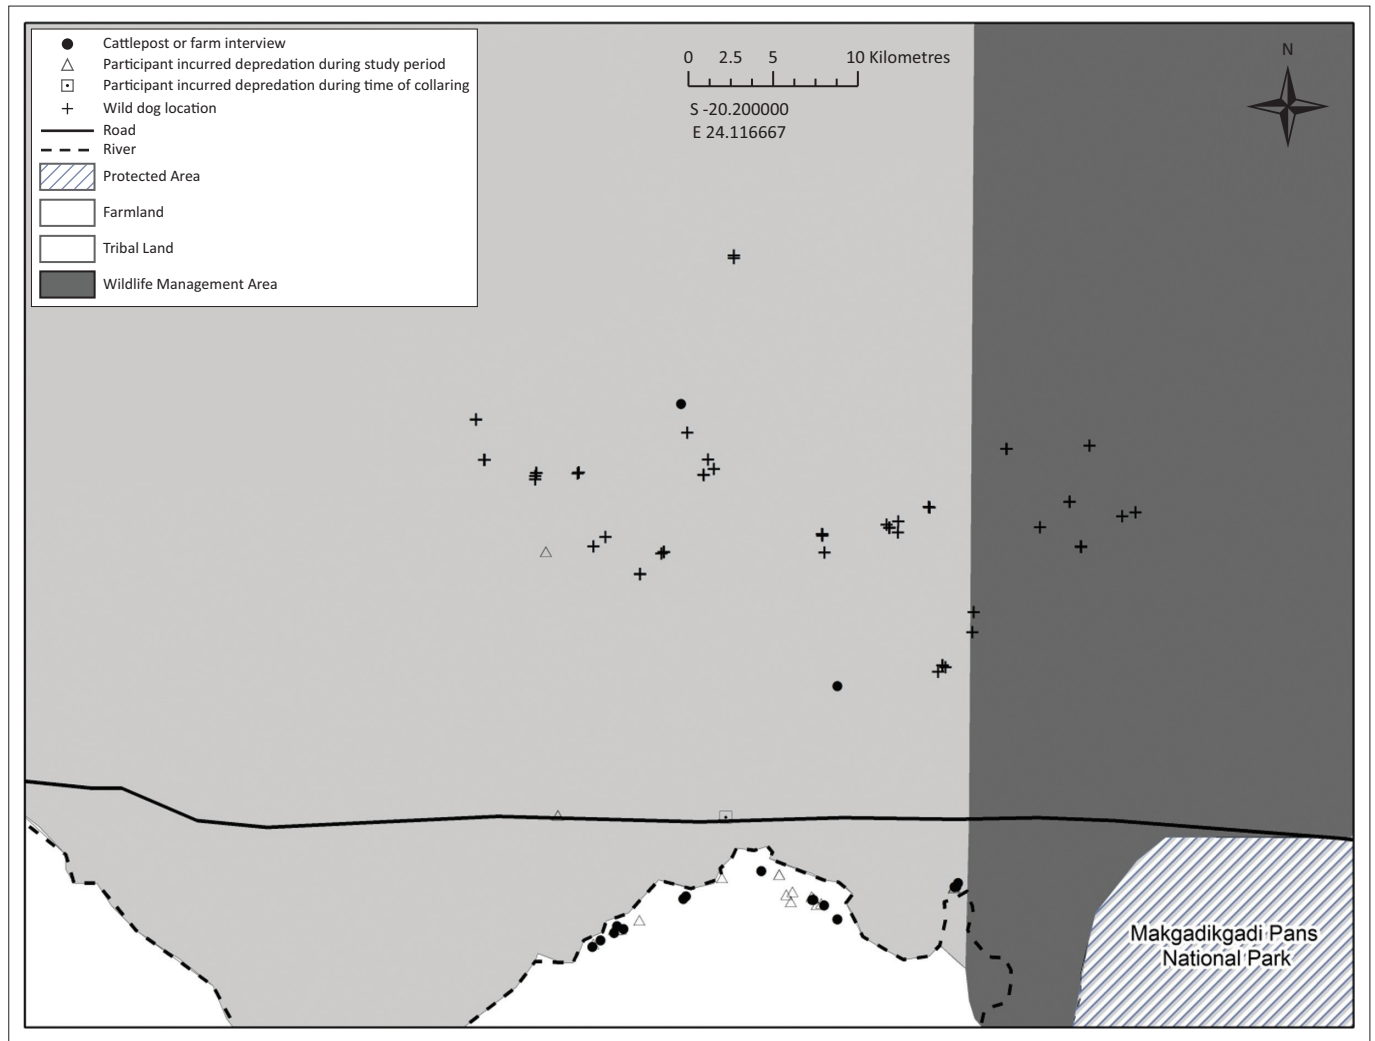 Cattlepost or farm interview
Participant incurred depredation during study period
Participant incurred depredation during time of collaring
Wild dog location
Road
River
Protected Area
Farmland
Tribal Land
Wildlife Management Area
0 2.5 5 10 Kilometres
S -20.200000
E 24.116667
N
Makgadikgadi Pans
National Park